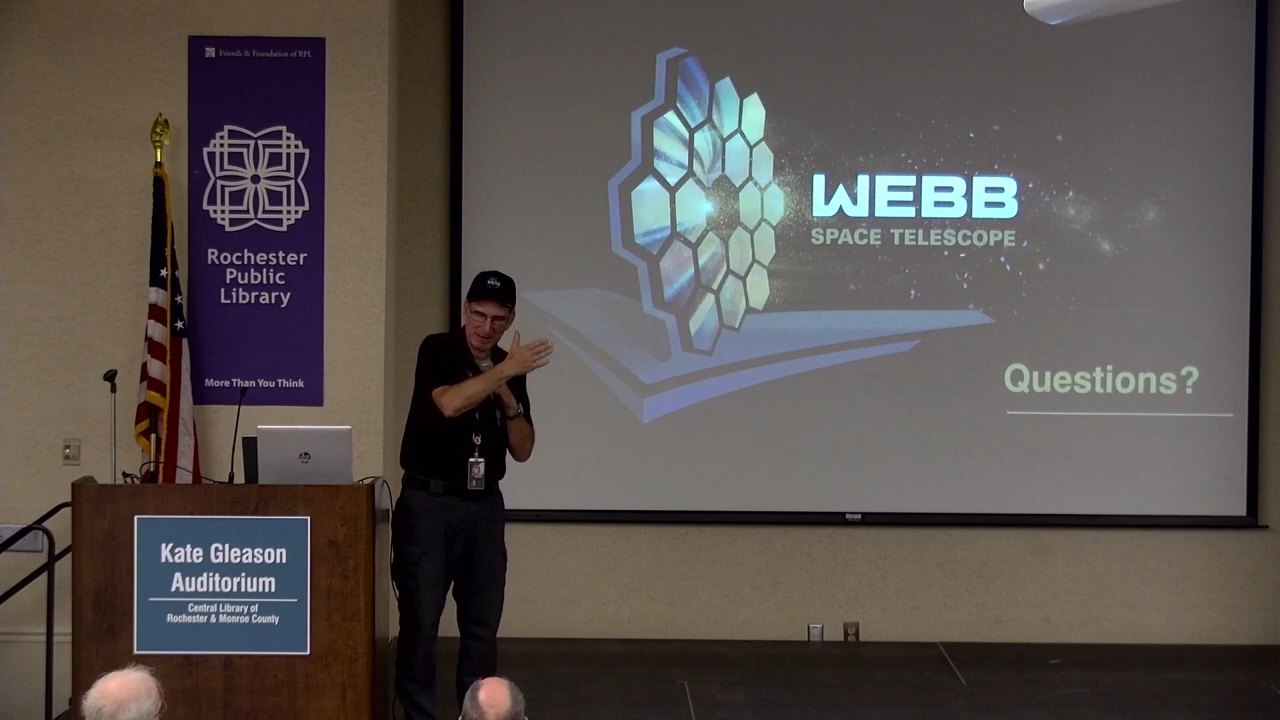 Friends & Foundation of RPL
Rochester
Public
Library
More Than You Think
WEBB
SPACE TELESCOPE
Questions?
Kate Gleason
Auditorium
Central Library of
Rochester & Monroe County